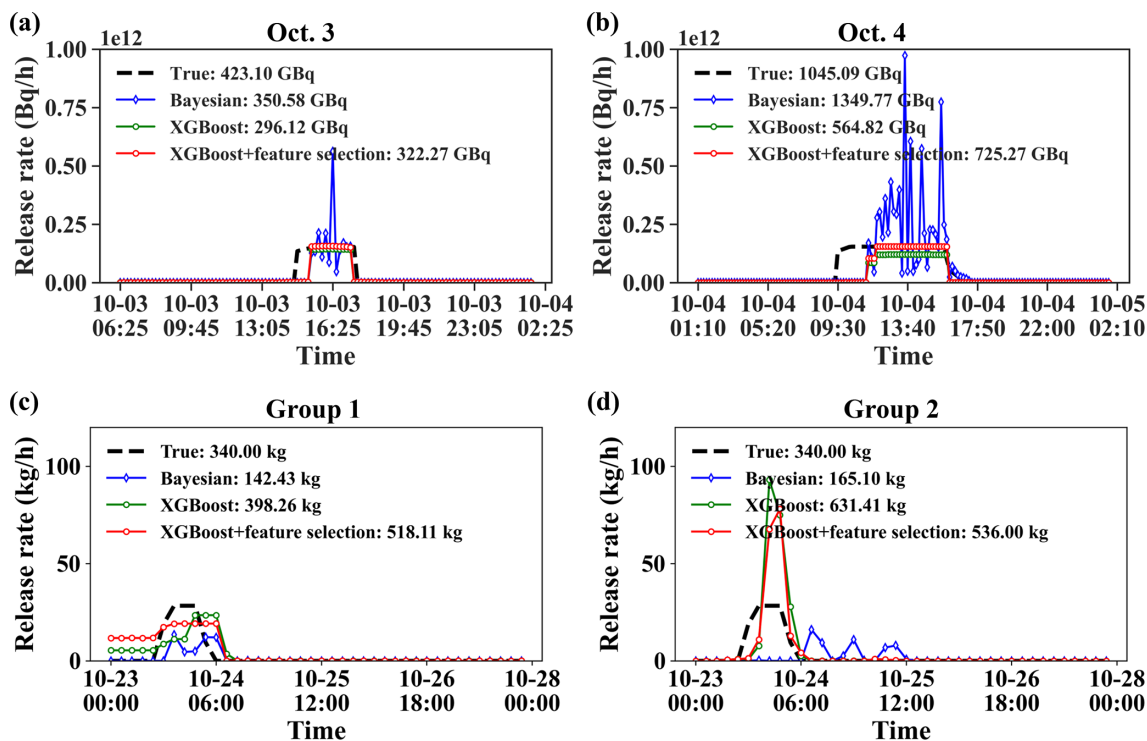 (a)
Oct. 3
1e12
Release rate (Bq/h)
1.00
0.75
0.50
0.25
0.00
True: 423.10 GBq
Bayesian: 350.58 GBq
XGBoost: 296.12 GBq
XGBoost+feature selection: 322.27 GBq
10-03 10-03 10-03 10-03 10-03 10-03 10-04
06:25 09:45 13:05 16:25 19:45 23:05 02:25
Time
(b)
Oct. 4
1e12
Release rate (Bq/h)
1.00
0.75
0.50
0.25
0.00
True: 1045.09 GBq
Bayesian: 1349.77 GBq
XGBoost: 564.82 GBq
XGBoost+feature selection: 725.27 GBq
10-04 10-04 10-04 10-04 10-04 10-04 10-05
01:10 05:20 09:30 13:40 17:50 22:00 02:10
Time
(c)
Group 1
Release rate (kg/h)
100
50
0
True: 340.00 kg
Bayesian: 142.43 kg
XGBoost: 398.26 kg
XGBoost+feature selection: 518.11 kg
10-23 10-24 10-25 10-26 10-28
00:00 06:00 12:00 18:00 00:00
Time
(d)
Group 2
Release rate (kg/h)
100
50
0
True: 340.00 kg
Bayesian: 165.10 kg
XGBoost: 631.41 kg
XGBoost+feature selection: 536.00 kg
10-23 10-24 10-25 10-26 10-28
00:00 06:00 12:00 18:00 00:00
Time